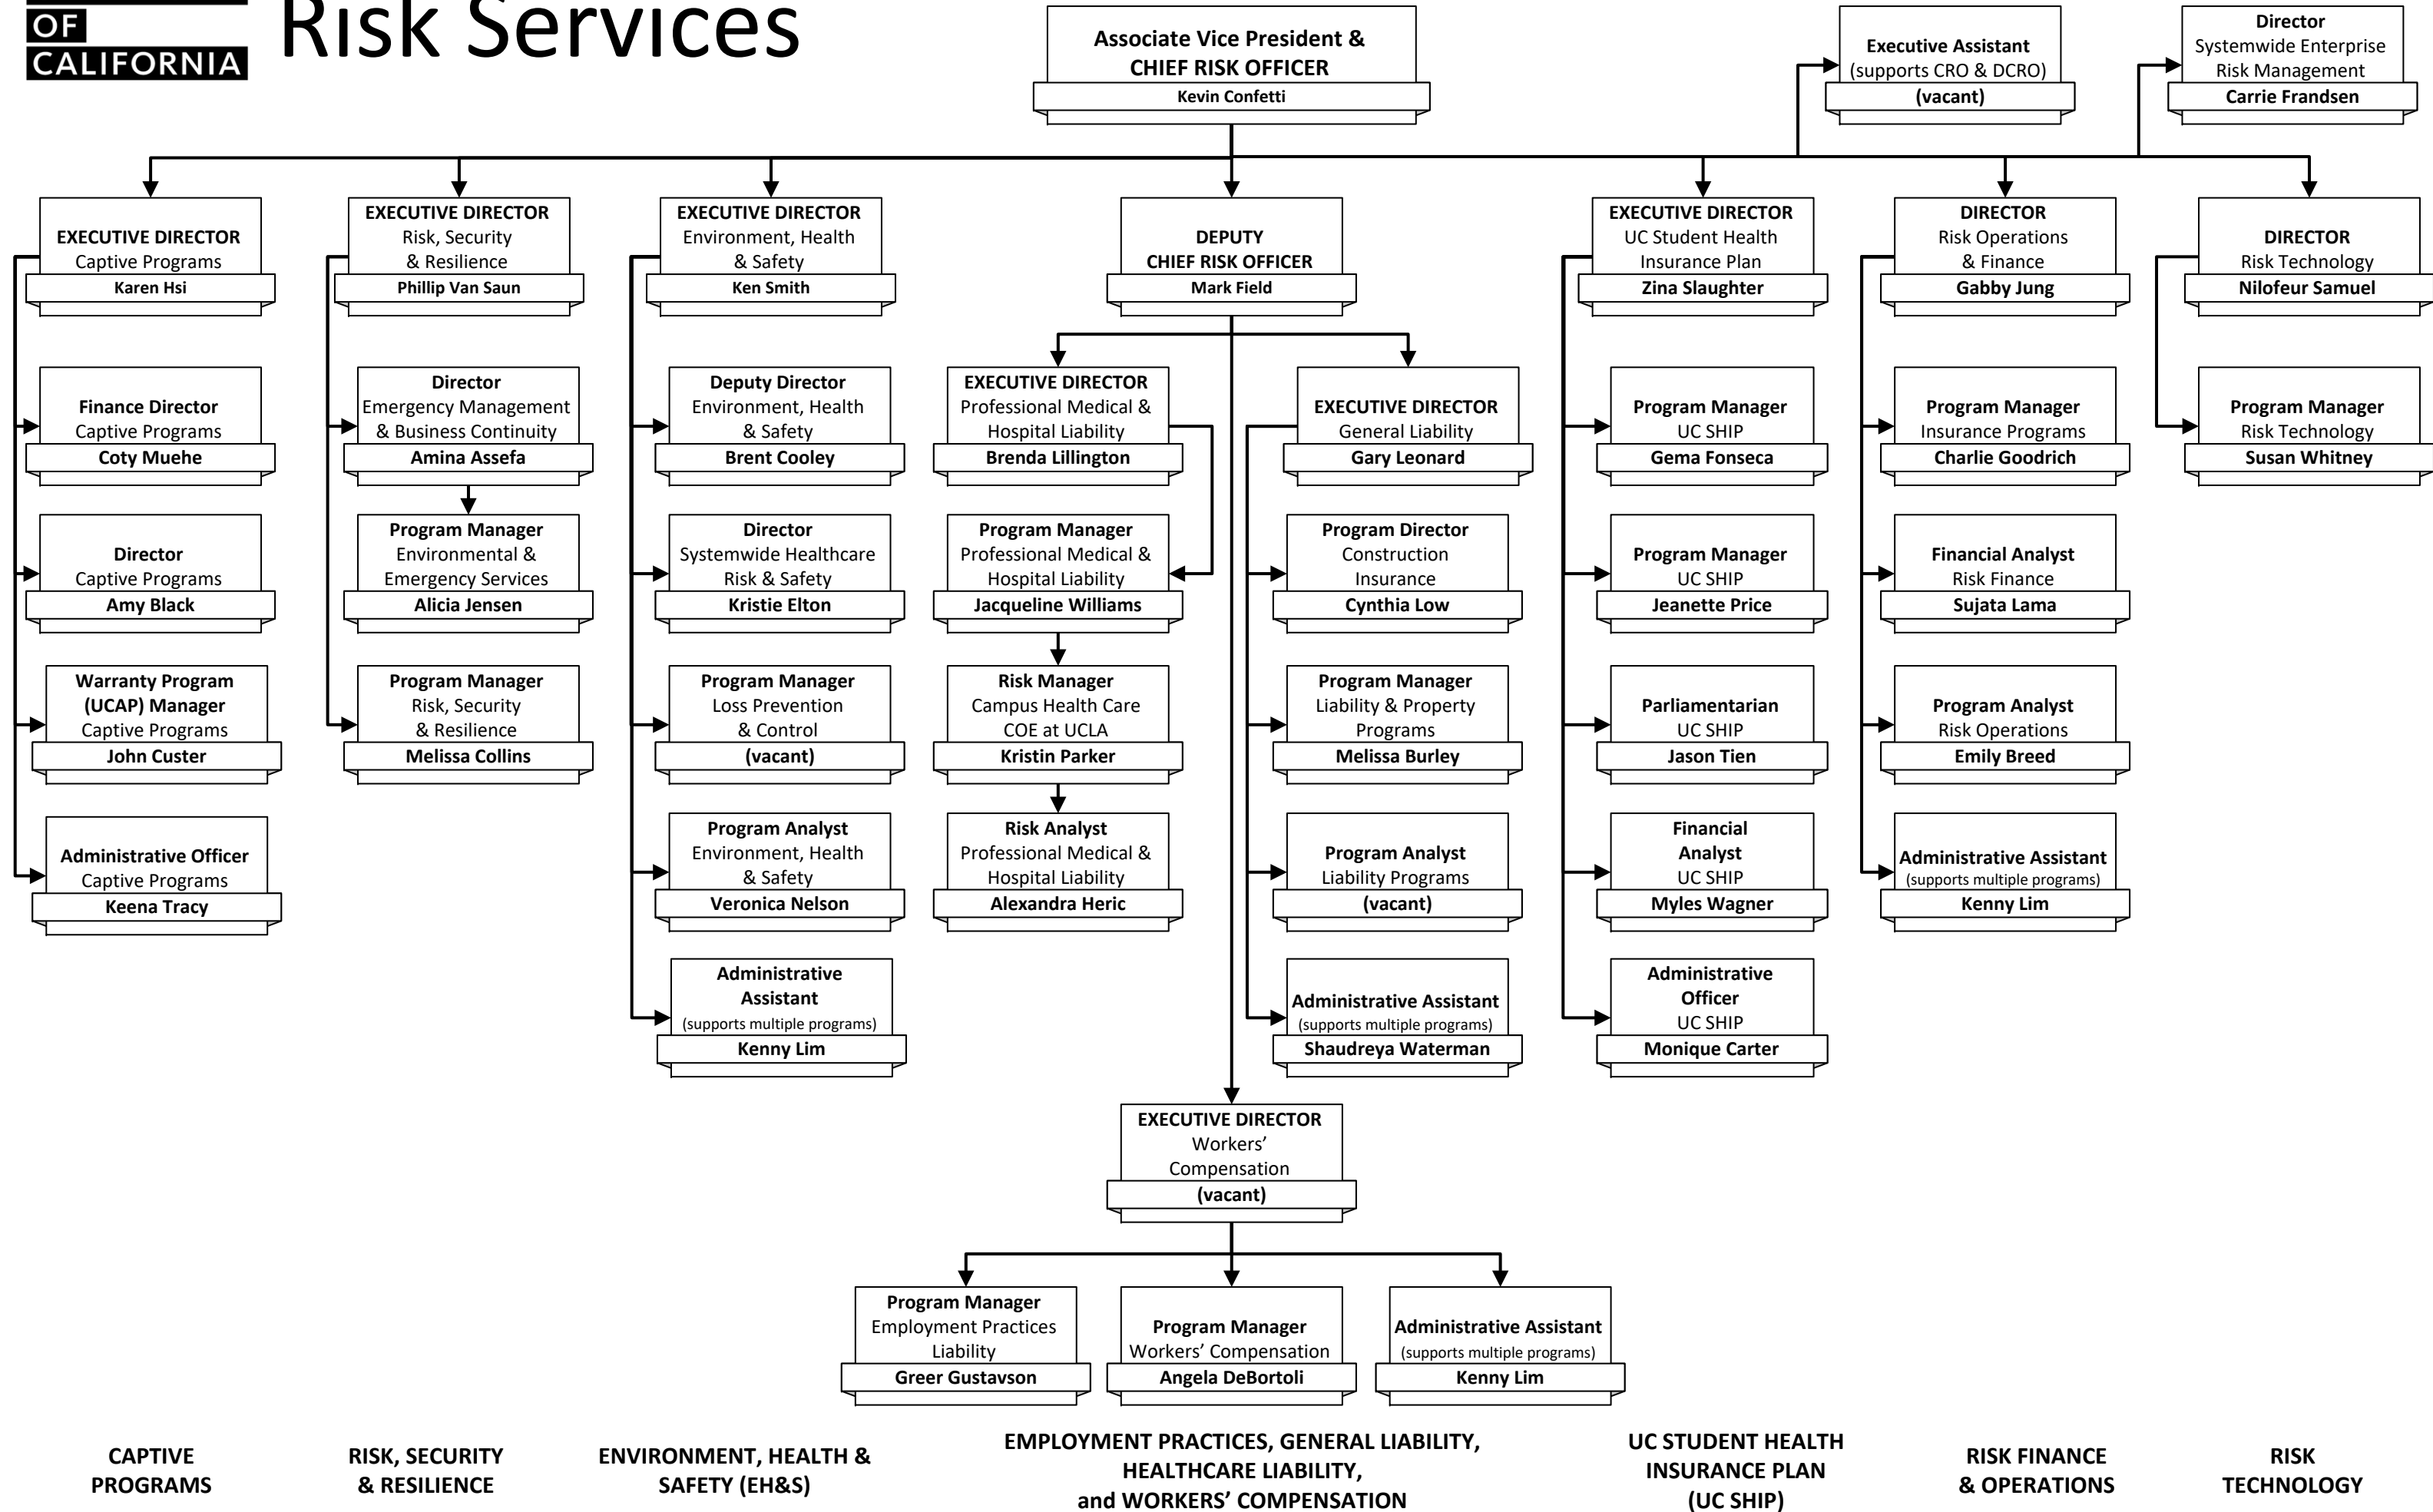 OF
CALIFORNIA
Risk Services
Associate Vice President &
CHIEF RISK OFFICER
Kevin Confetti
Executive Assistant
(supports CRO & DCRO)
(vacant)
Director
Systemwide Enterprise
Risk Management
Carrie Frandsen
EXECUTIVE DIRECTOR
Captive Programs
Karen Hsi
EXECUTIVE DIRECTOR
Risk, Security
& Resilience
Phillip Van Saun
EXECUTIVE DIRECTOR
Environment, Health
& Safety
Ken Smith
DEPUTY
CHIEF RISK OFFICER
Mark Field
EXECUTIVE DIRECTOR
UC Student Health
Insurance Plan
Zina Slaughter
DIRECTOR
Risk Operations
& Finance
Gabby Jung
DIRECTOR
Risk Technology
Nilofeur Samuel
Finance Director
Captive Programs
Coty Muehe
Director
Emergency Management
& Business Continuity
Amina Assefa
Deputy Director
Environment, Health
& Safety
Brent Cooley
EXECUTIVE DIRECTOR
Professional Medical &
Hospital Liability
Brenda Lillington
EXECUTIVE DIRECTOR
General Liability
Gary Leonard
Program Manager
UC SHIP
Gema Fonseca
Program Manager
Insurance Programs
Charlie Goodrich
Program Manager
Risk Technology
Susan Whitney
Director
Captive Programs
Amy Black
Program Manager
Environmental &
Emergency Services
Alicia Jensen
Director
Systemwide Healthcare
Risk & Safety
Kristie Elton
Program Manager
Professional Medical &
Hospital Liability
Jacqueline Williams
Program Director
Construction
Insurance
Cynthia Low
Program Manager
UC SHIP
Jeanette Price
Financial Analyst
Risk Finance
Sujata Lama
Warranty Program
(UCAP) Manager
Captive Programs
John Custer
Program Manager
Risk, Security
& Resilience
Melissa Collins
Program Manager
Loss Prevention
& Control
(vacant)
Risk Manager
Campus Health Care
COE at UCLA
Kristin Parker
Program Manager
Liability & Property
Programs
Melissa Burley
Parliamentarian
UC SHIP
Jason Tien
Program Analyst
Risk Operations
Emily Breed
Administrative Officer
Captive Programs
Keena Tracy
Program Analyst
Environment, Health
& Safety
Veronica Nelson
Risk Analyst
Professional Medical &
Hospital Liability
Alexandra Heric
Program Analyst
Liability Programs
(vacant)
Financial
Analyst
UC SHIP
Myles Wagner
Administrative Assistant
(supports multiple programs)
Kenny Lim
Administrative
Assistant
(supports multiple programs)
Kenny Lim
Administrative Assistant
(supports multiple programs)
Shaudreya Waterman
Administrative
Officer
UC SHIP
Monique Carter
EXECUTIVE DIRECTOR
Workers’
Compensation
(vacant)
Program Manager
Employment Practices
Liability
Greer Gustavson
Program Manager
Workers’ Compensation
Angela DeBortoli
Administrative Assistant
(supports multiple programs)
Kenny Lim
CAPTIVE
PROGRAMS
RISK, SECURITY
& RESILIENCE
ENVIRONMENT, HEALTH &
SAFETY (EH&S)
EMPLOYMENT PRACTICES, GENERAL LIABILITY,
HEALTHCARE LIABILITY,
and WORKERS’ COMPENSATION
UC STUDENT HEALTH
INSURANCE PLAN
(UC SHIP)
RISK FINANCE
& OPERATIONS
RISK
TECHNOLOGY